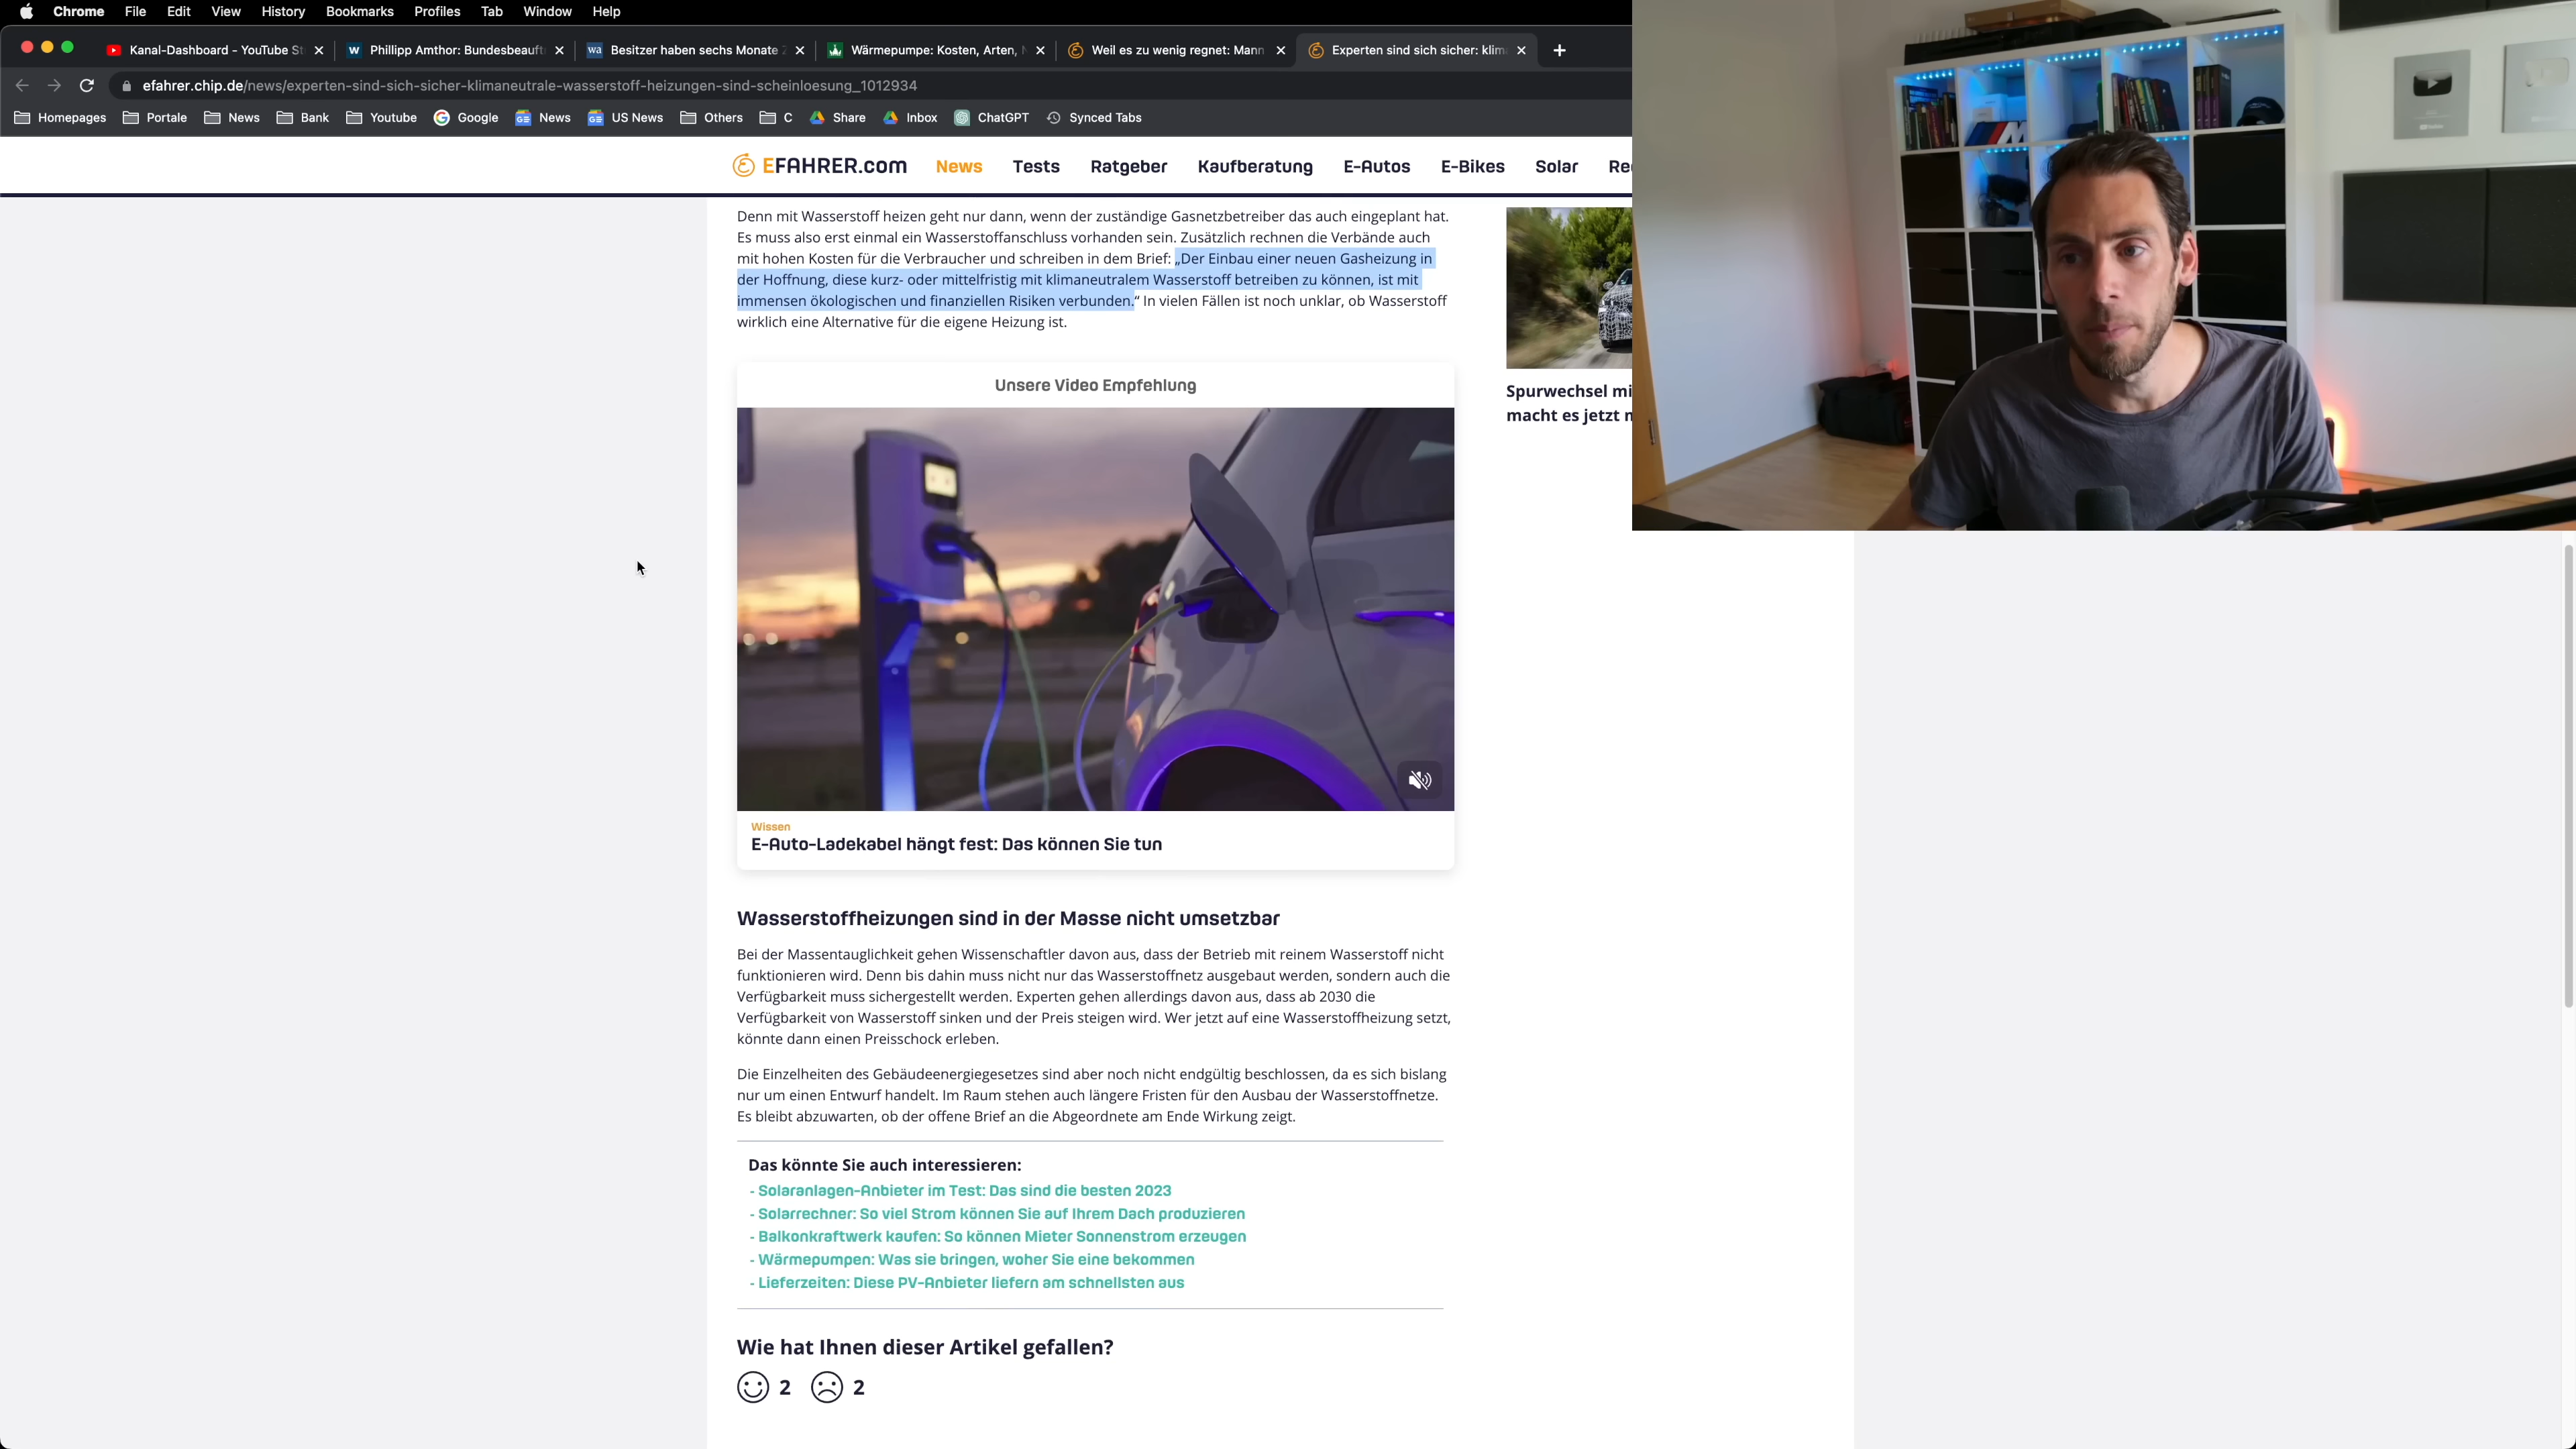 Chrome File Edit View History Bookmarks Profiles Tab Window Help
Kanal-Dashboard - YouTube St Phillipp Amthor: Bundesbeauft Besitzer haben sechs Monate Z Wärmepumpe: Kosten, Arten, Weil es zu wenig regnet: Mann Experten sind sich sicher: klim
efahrer.chip.de/news/experten-sind-sich-sicher-klimaneutrale-wasserstoff-heizungen-sind-scheinloesung_1012934
Homepages Portale News Bank Youtube Google News US News Others C Share Inbox ChatGPT Synced Tabs
EFAHRER.com News Tests Ratgeber Kaufberatung E-Autos E-Bikes Solar Re
Denn mit Wasserstoff heizen geht nur dann, wenn der zuständige Gasnetzbetreiber das auch eingeplant hat.
Es muss also erst einmal ein Wasserstoffanschluss vorhanden sein. Zusätzlich rechnen die Verbände auch
mit hohen Kosten für die Verbraucher und schreiben in dem Brief: „Der Einbau einer neuen Gasheizung in
der Hoffnung, diese kurz- oder mittelfristig mit klimaneutralem Wasserstoff betreiben zu können, ist mit
immensen ökologischen und finanziellen Risiken verbunden.“ In vielen Fällen ist noch unklar, ob Wasserstoff
wirklich eine Alternative für die eigene Heizung ist.
Spurwechsel mi
macht es jetzt n
Unsere Video Empfehlung
Wissen
E-Auto-Ladekabel hängt fest: Das können Sie tun
Wasserstoffheizungen sind in der Masse nicht umsetzbar
Bei der Massentauglichkeit gehen Wissenschaftler davon aus, dass der Betrieb mit reinem Wasserstoff nicht
funktionieren wird. Denn bis dahin muss nicht nur das Wasserstoffnetz ausgebaut werden, sondern auch die
Verfügbarkeit muss sichergestellt werden. Experten gehen allerdings davon aus, dass ab 2030 die
Verfügbarkeit von Wasserstoff sinken und der Preis steigen wird. Wer jetzt auf eine Wasserstoffheizung setzt,
könnte dann einen Preisschock erleben.
Die Einzelheiten des Gebäudeenergiegesetzes sind aber noch nicht endgültig beschlossen, da es sich bislang
nur um einen Entwurf handelt. Im Raum stehen auch längere Fristen für den Ausbau der Wasserstoffnetze.
Es bleibt abzuwarten, ob der offene Brief an die Abgeordnete am Ende Wirkung zeigt.
Das könnte Sie auch interessieren:
- Solaranlagen-Anbieter im Test: Das sind die besten 2023
- Solarrechner: So viel Strom können Sie auf Ihrem Dach produzieren
- Balkonkraftwerk kaufen: So können Mieter Sonnenstrom erzeugen
- Wärmepumpen: Was sie bringen, woher Sie eine bekommen
- Lieferzeiten: Diese PV-Anbieter liefern am schnellsten aus
Wie hat Ihnen dieser Artikel gefallen?
2 2